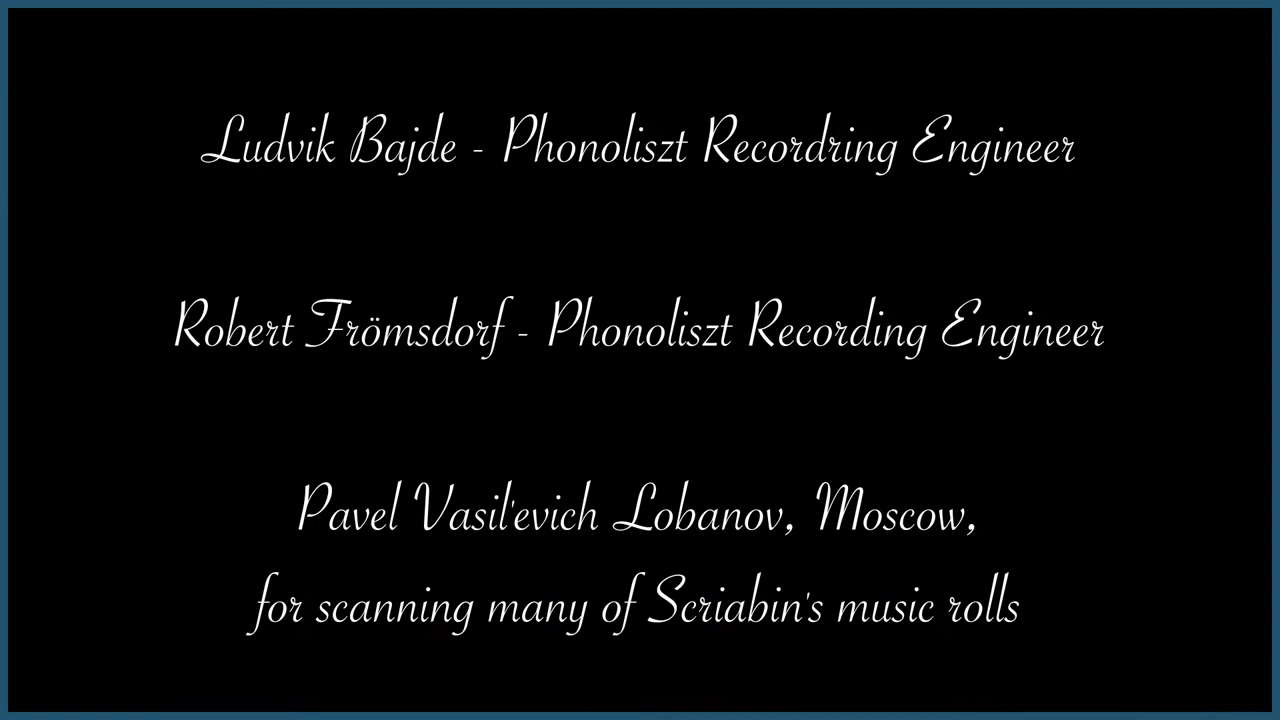 Ludvik Bajde - Phonoliszt Recordring Engineer
Robert Frömsdorf - Phonoliszt Recording Engineer
Pavel Vasil'evich Lobanov, Moscow,
for scanning many of Scriabin's music rolls